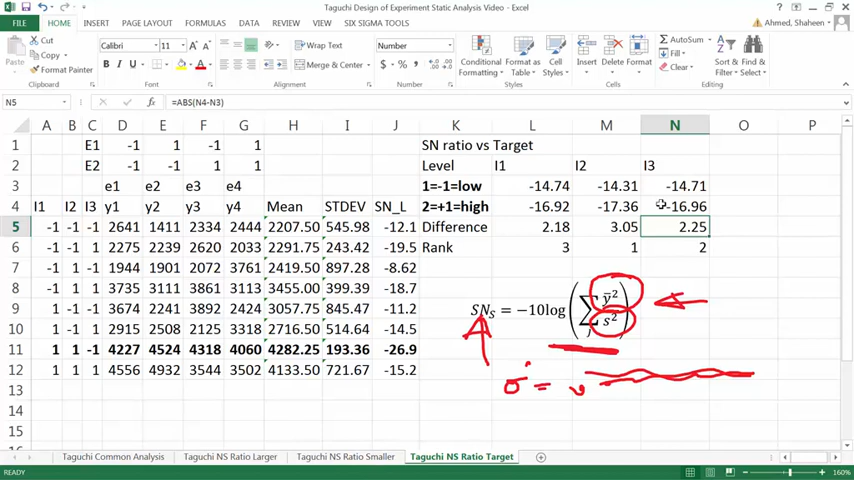 Taguchi Design of Experiment Static Analysis Video - Excel
FILE HOME INSERT PAGE LAYOUT FORMULAS DATA REVIEW VIEW SIX SIGMA TOOLS Ahmed, Shaheen
Cut
Copy
Format Painter
Paste
Clipboard
Calibri 11
B I U
Font
Wrap Text
Merge & Center
Alignment
Number
$ % ,
Number
Conditional Formatting
Format as Table
Cell Styles
Styles
Insert Delete Format
Cells
AutoSum
Fill
Clear
Sort & Filter
Find & Select
Editing
N5 fx =ABS(N4-N3)
A B C D E F G H I J K L M N O P
1 E1 -1 1 -1 1 SN ratio vs Target
2 E2 -1 -1 1 1 Level I1 I2 I3
3 e1 e2 e3 e4 1=-1=low -14.74 -14.31 -14.71
4 I1 I2 I3 y1 y2 y3 y4 Mean STDEV SN_L 2=+1=high -16.92 -17.36 -16.96
5 -1 -1 -1 2641 1411 2334 2444 2207.50 545.98 -12.1 Difference 2.18 3.05 2.25
6 -1 -1 1 2275 2239 2620 2033 2291.75 243.42 -19.5 Rank 3 1 2
7 -1 1 -1 1944 1901 2072 3761 2419.50 897.28 -8.62
8 -1 1 1 3735 3111 3861 3113 3455.00 399.39 -18.7
9 1 -1 -1 3674 2241 3892 2424 3057.75 845.47 -11.2
10 1 -1 1 2915 2508 2125 3318 2716.50 514.64 -14.5
11 1 1 -1 4227 4524 4318 4060 4282.25 193.36 -26.9
12 1 1 1 4556 4932 3544 3502 4133.50 721.67 -15.2
13
14
15
SNₛ = −10log(∑ ȳ²/s²)
σ =
Taguchi Common Analysis Taguchi NS Ratio Larger Taguchi NS Ratio Smaller Taguchi NS Ratio Target
READY 160%